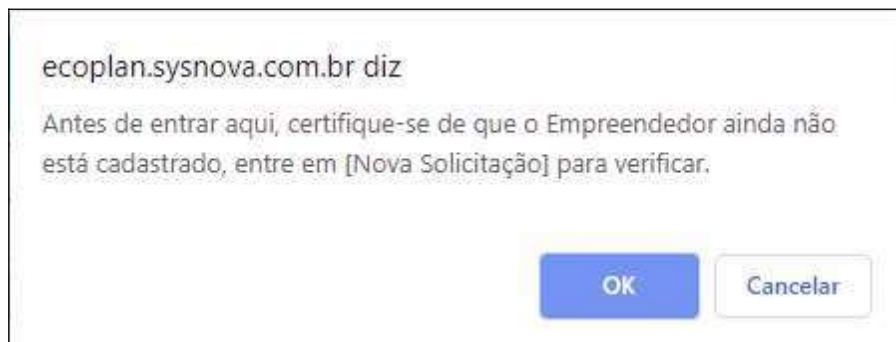 ecoplan.sysnova.com.br diz
Antes de entrar aqui, certifique-se de que o Empreendedor ainda não
está cadastrado, entre em [Nova Solicitação] para verificar.
OK
Cancelar